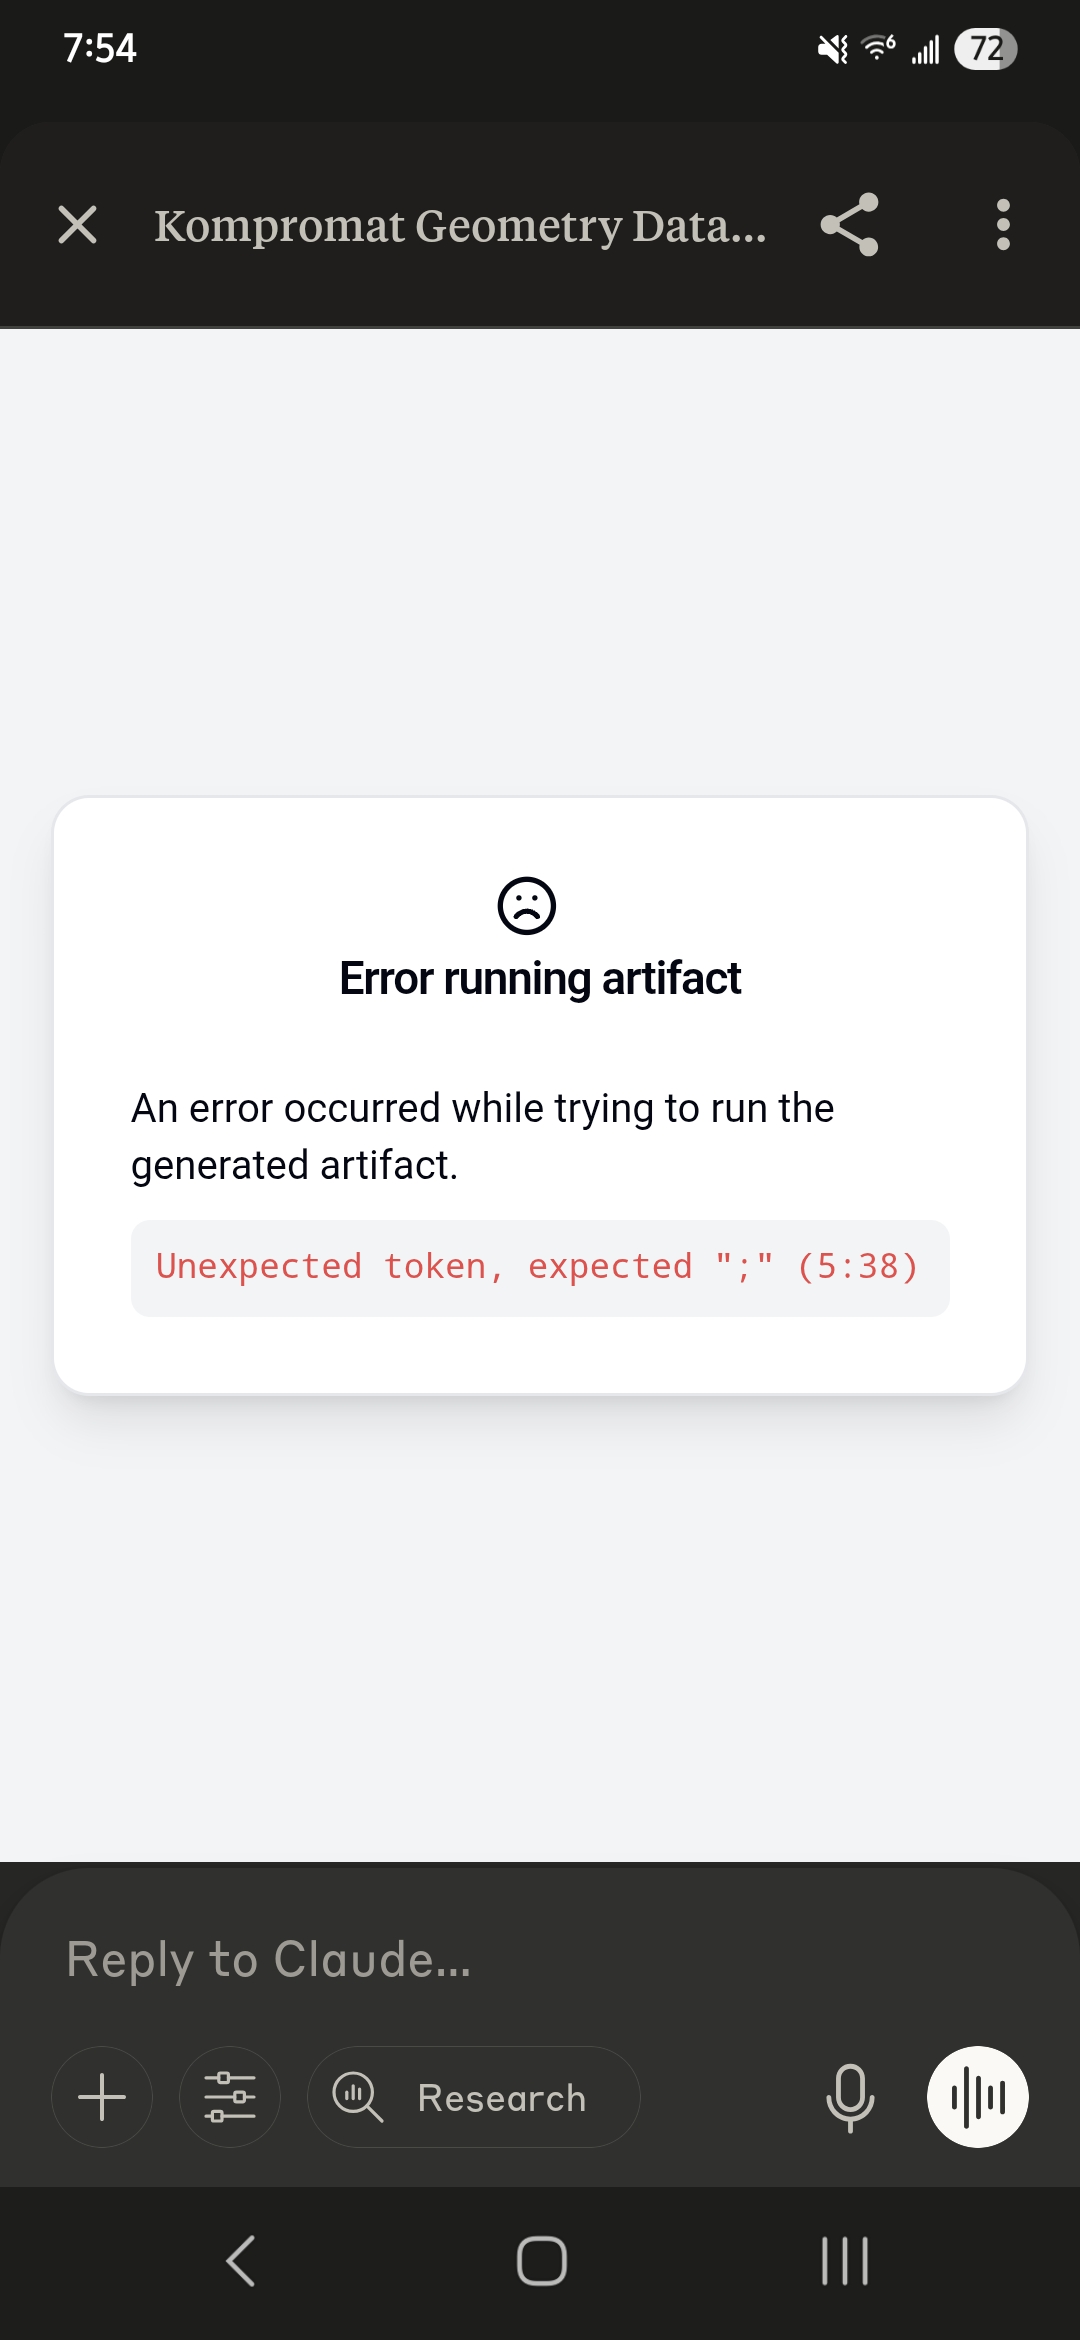 7:54
6
72
Kompromat Geometry Data...
Error running artifact
An error occurred while trying to run the
generated artifact.
Unexpected token, expected ";" (5:38)
Reply to Claude...
Research